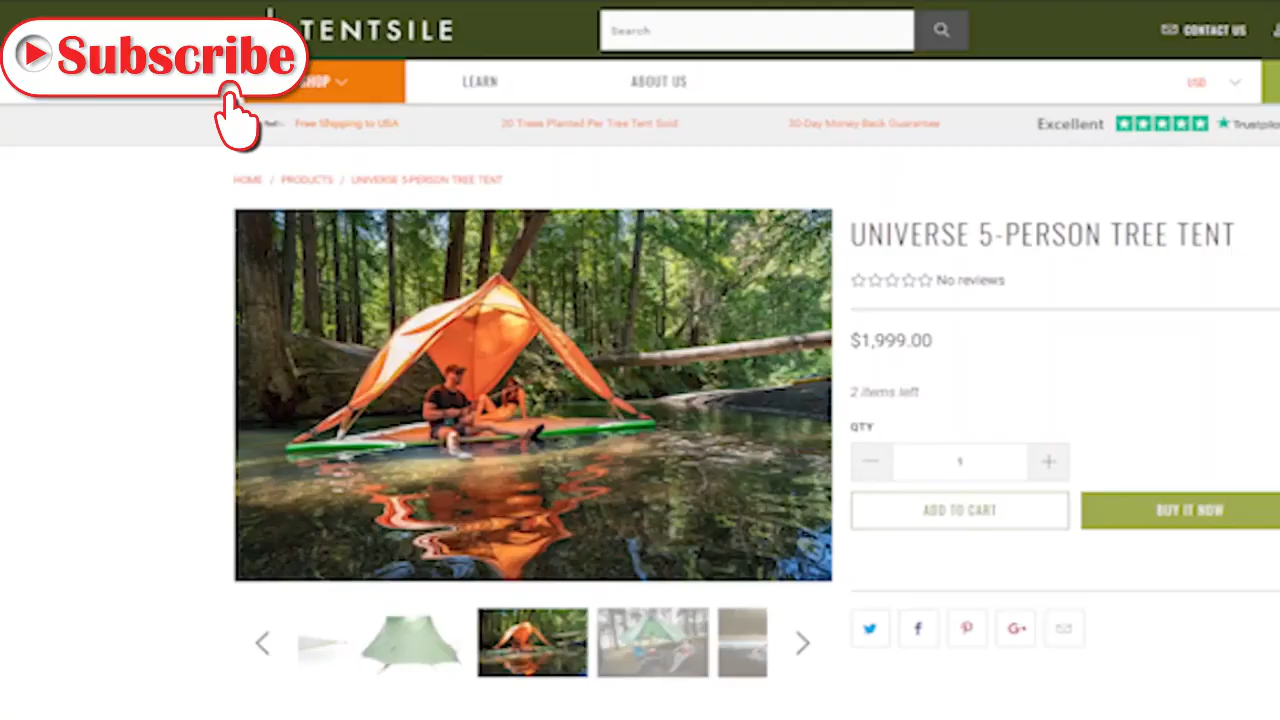 Subscribe
TENTSILE
Search
CONTACT US
SHOP
LEARN
ABOUT US
USD
Free Shipping to USA
20 Trees Planted Per Tree Tent Sold
30-Day Money Back Guarantee
Excellent
Trustpilo
HOME / PRODUCTS / UNIVERSE 5-PERSON TREE TENT
UNIVERSE 5-PERSON TREE TENT
No reviews
$1,999.00
2 items left
QTY
1
ADD TO CART
BUY IT NOW
G+